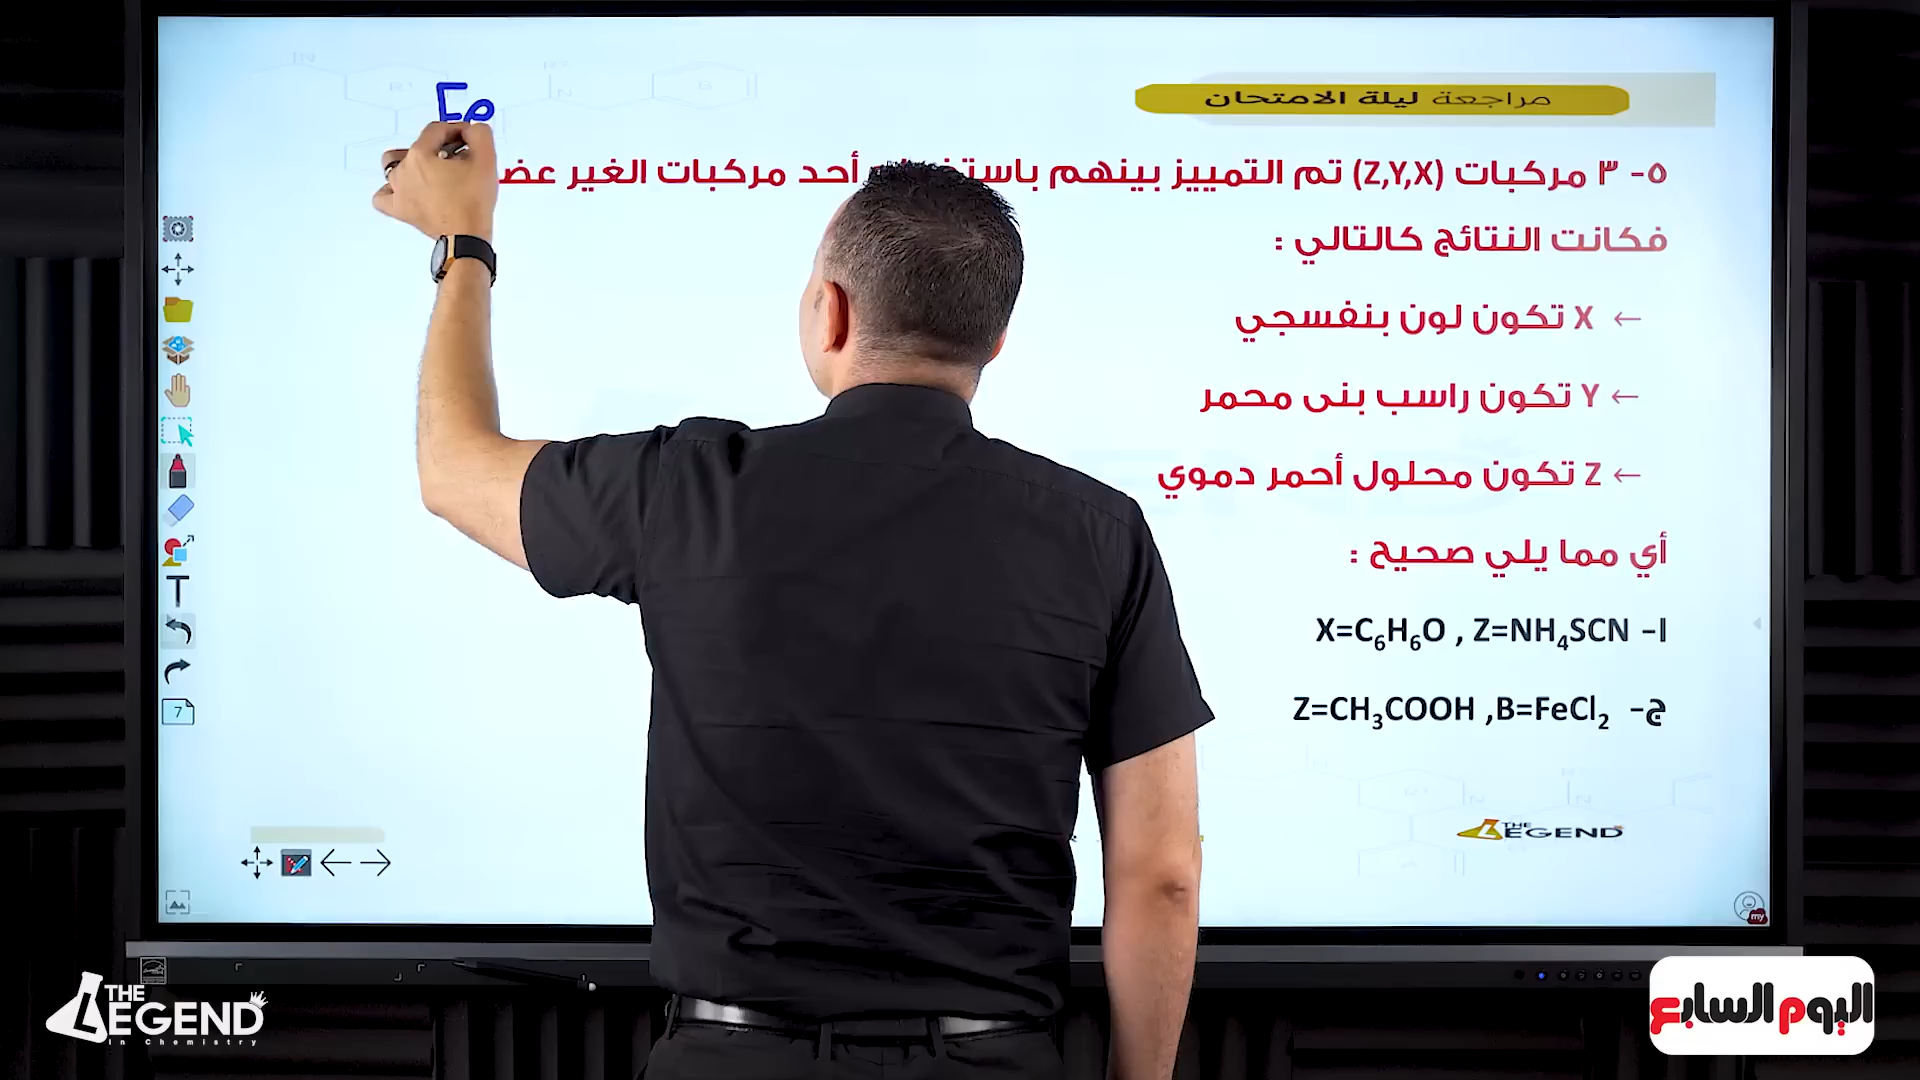 مراجعة ليلة الامتحان
Fe
٥- ٣ مركبات (Z,Y,X) تم التمييز بينهم أحد مركبات الغير
فكانت النتائج كالتالي :
← X تكون لون بنفسجي
← Y تكون راسب بنى محمر
← Z تكون محلول أحمر دموي
أي مما يلي صحيح :
ا- X=C₆H₆O , Z=NH₄SCN
ج- Z=CH₃COOH ,B=FeCl₂
THE LEGEND
T
7
my
THE LEGEND
In Chemistry
اليوم السابع